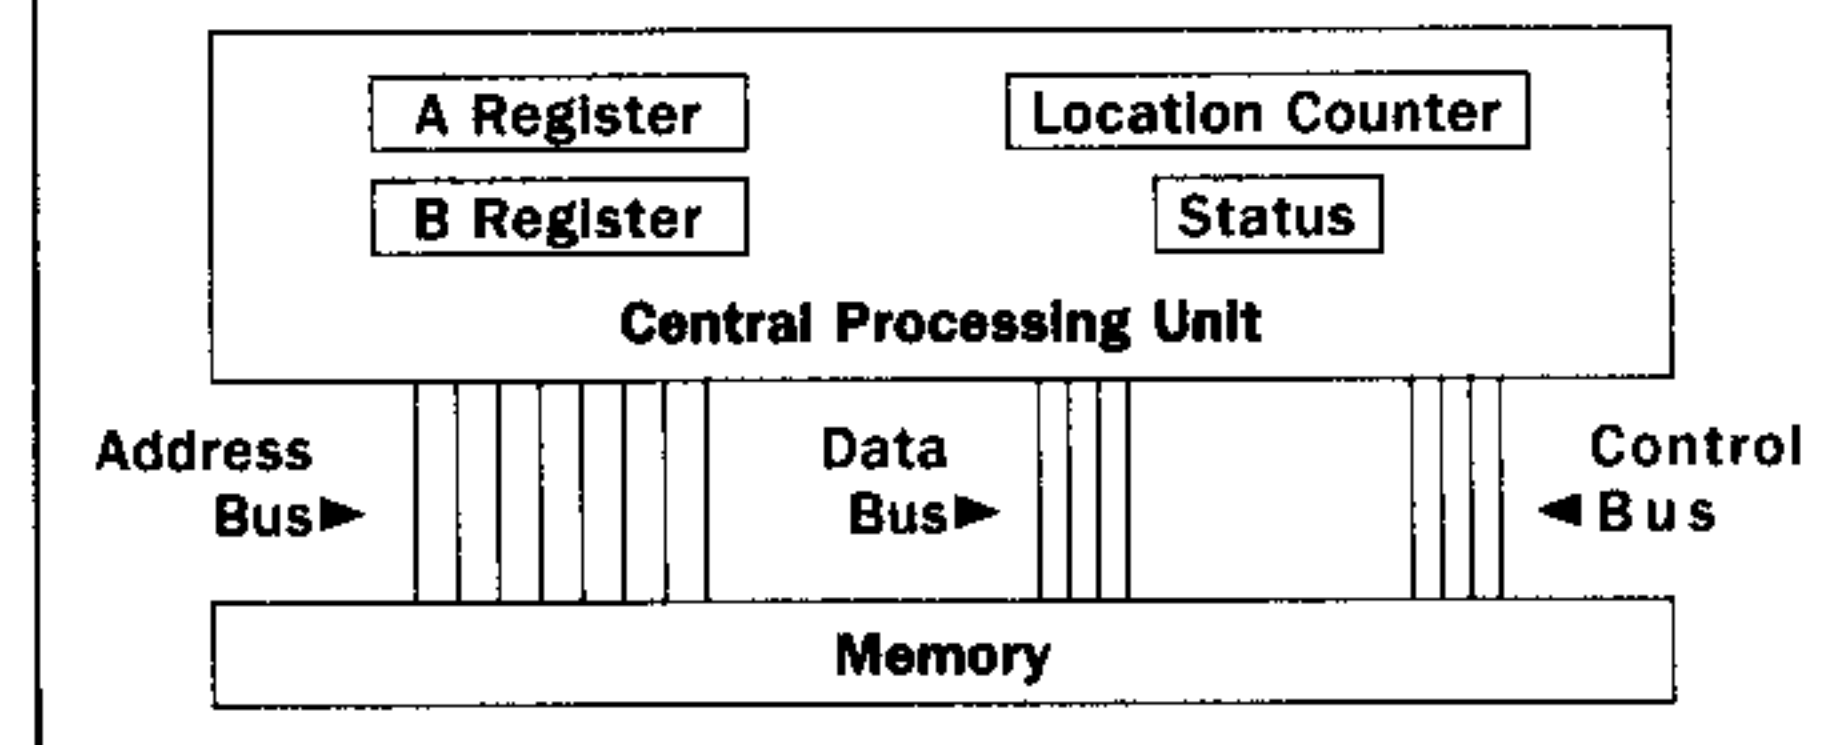 A Register
Location Counter
B Register
Status
Central Processing Unit
Address
Bus
Data
Bus
Control
Bus
Memory